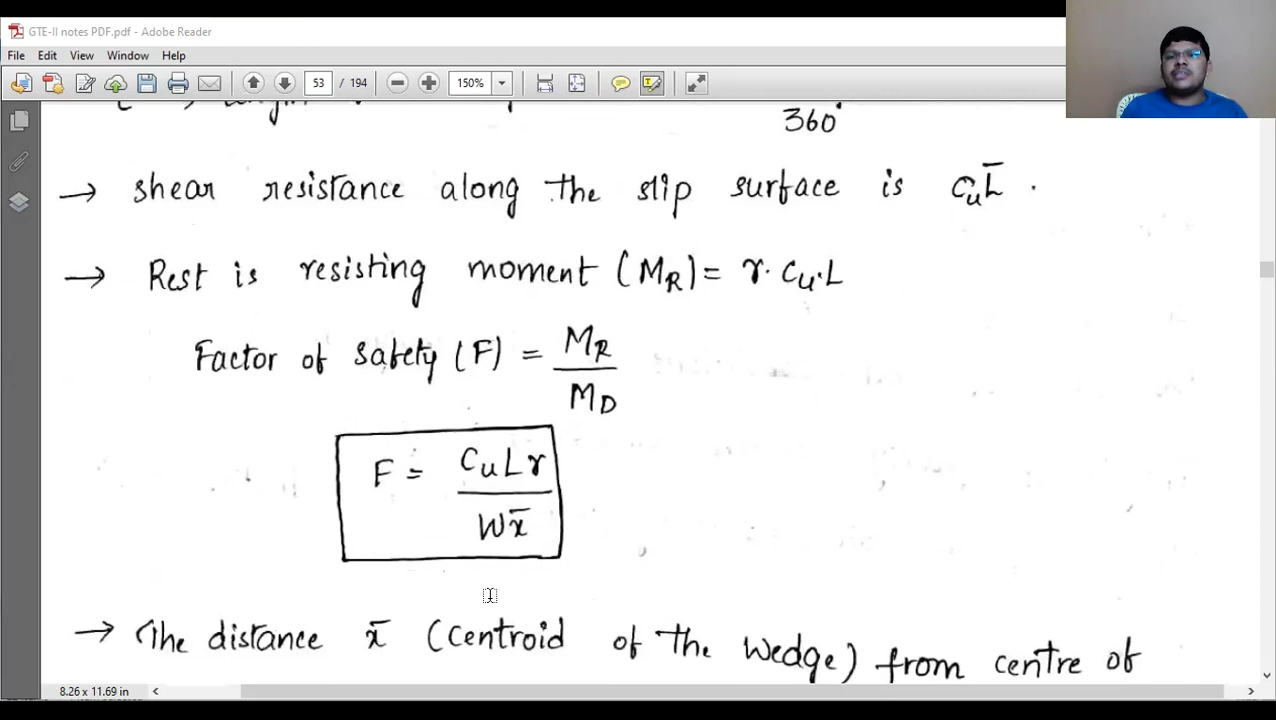 GTE-II notes PDF.pdf - Adobe Reader
File Edit View Window Help
53 / 194 150%
360°
→ shear resistance along the slip surface is CuL̄ .
→ Rest is resisting moment (MR) = r. Cu. L
Factor of safety (F) = MR / MD
F = CuLr / Wx̄
→ The distance x̄ (centroid of the wedge) from centre of
8.26 x 11.69 in